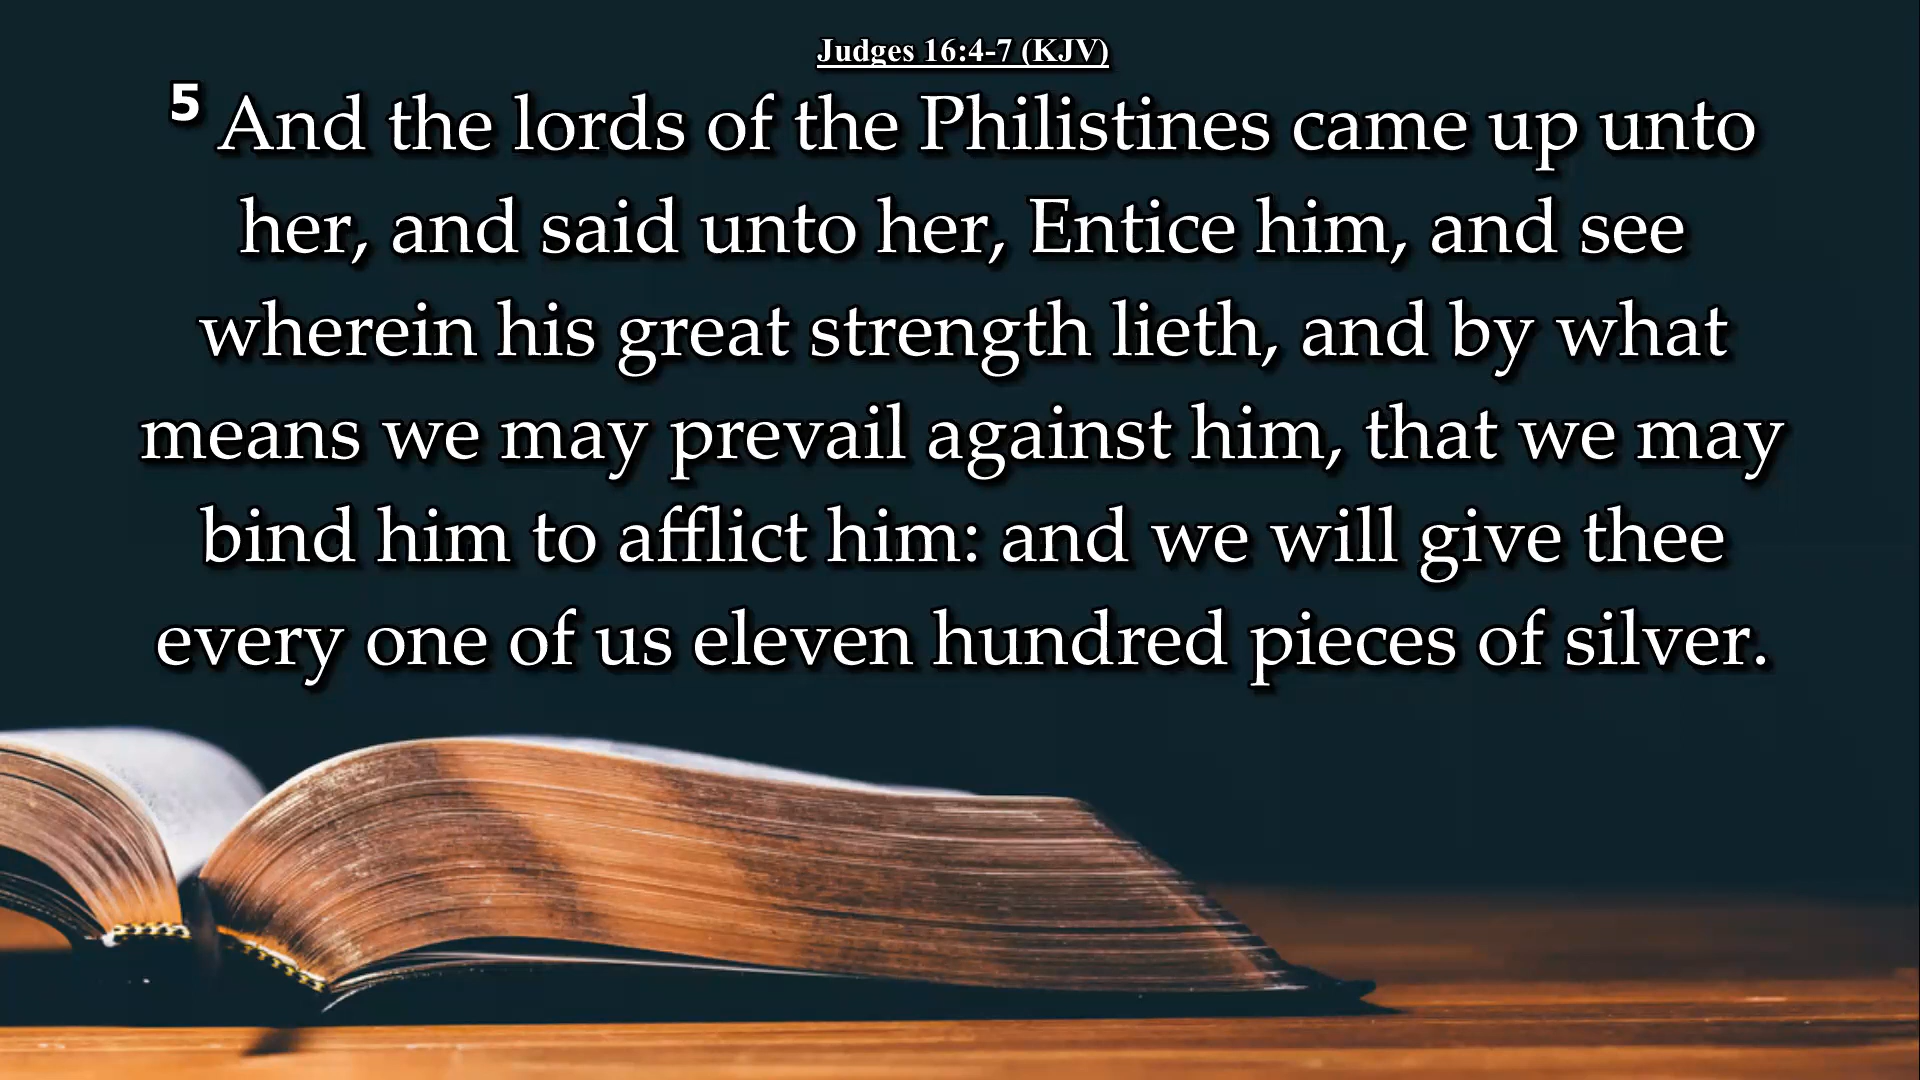 Judges 16:4-7 (KJV)
5 And the lords of the Philistines came up unto
her, and said unto her, Entice him, and see
wherein his great strength lieth, and by what
means we may prevail against him, that we may
bind him to afflict him: and we will give thee
every one of us eleven hundred pieces of silver.